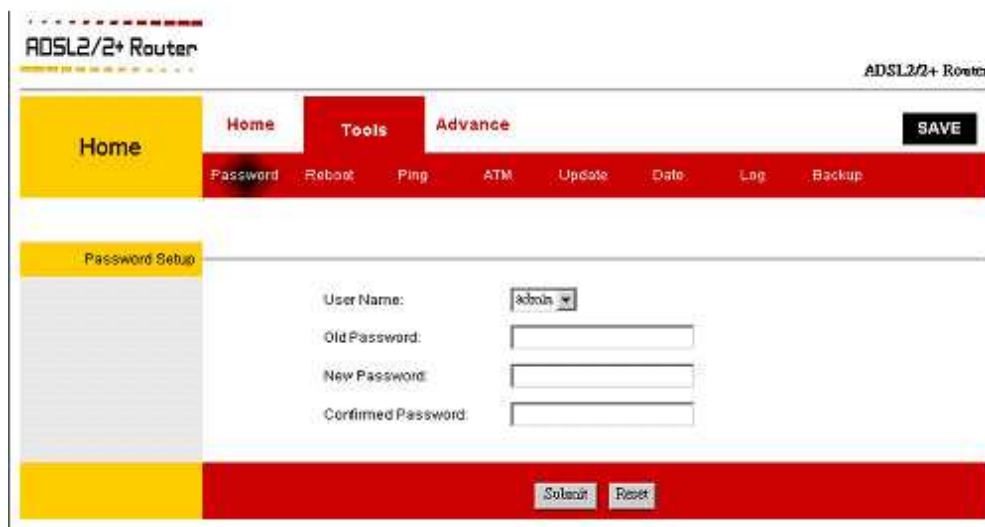 ADSL2/2+ Router
ADSL2/2+ Router
Home
Home Tools Advance SAVE
Password Reboot Ping ATM Update Date Log Backup
Password Setup
User Name: admin
Old Password:
New Password:
Confirmed Password:
Submit Reset